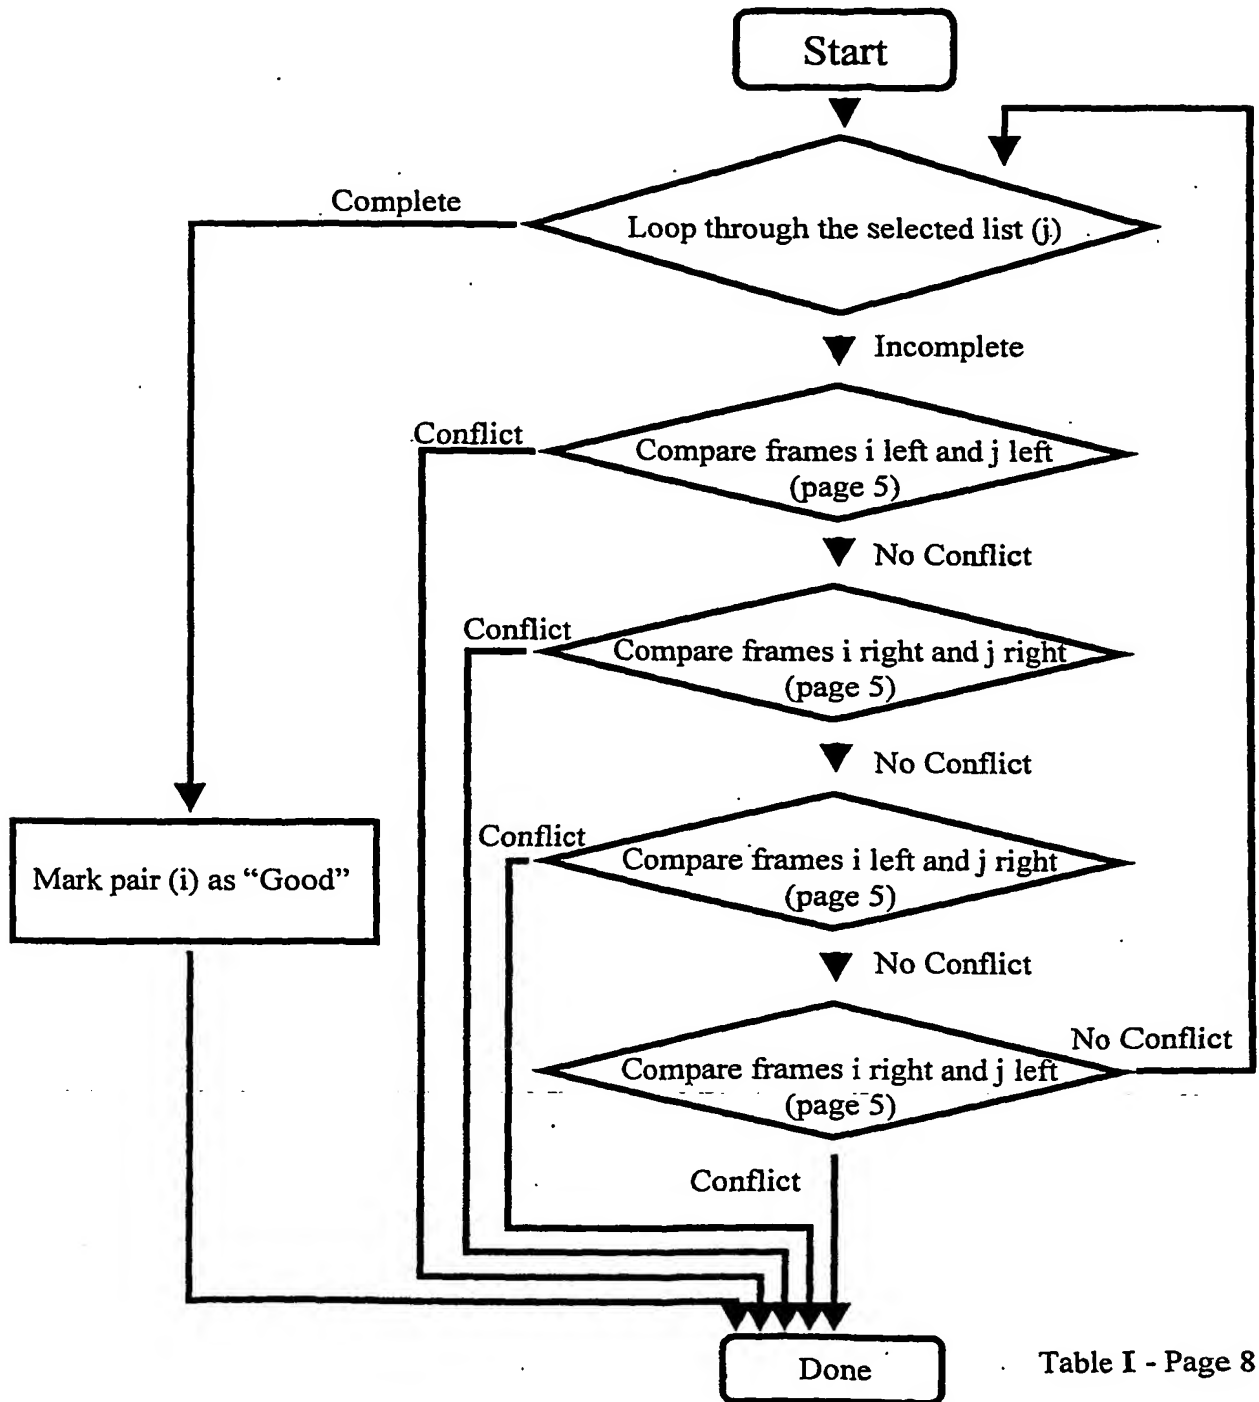 Start
Complete
Loop through the selected list (j)
Incomplete
Conflict
Compare frames i left and j left
(page 5)
No Conflict
Conflict
Compare frames i right and j right
(page 5)
No Conflict
Conflict
Compare frames i left and j right
(page 5)
Mark pair (i) as “Good”
No Conflict
No Conflict
Compare frames i right and j left
(page 5)
Conflict
Done
Table I - Page 8